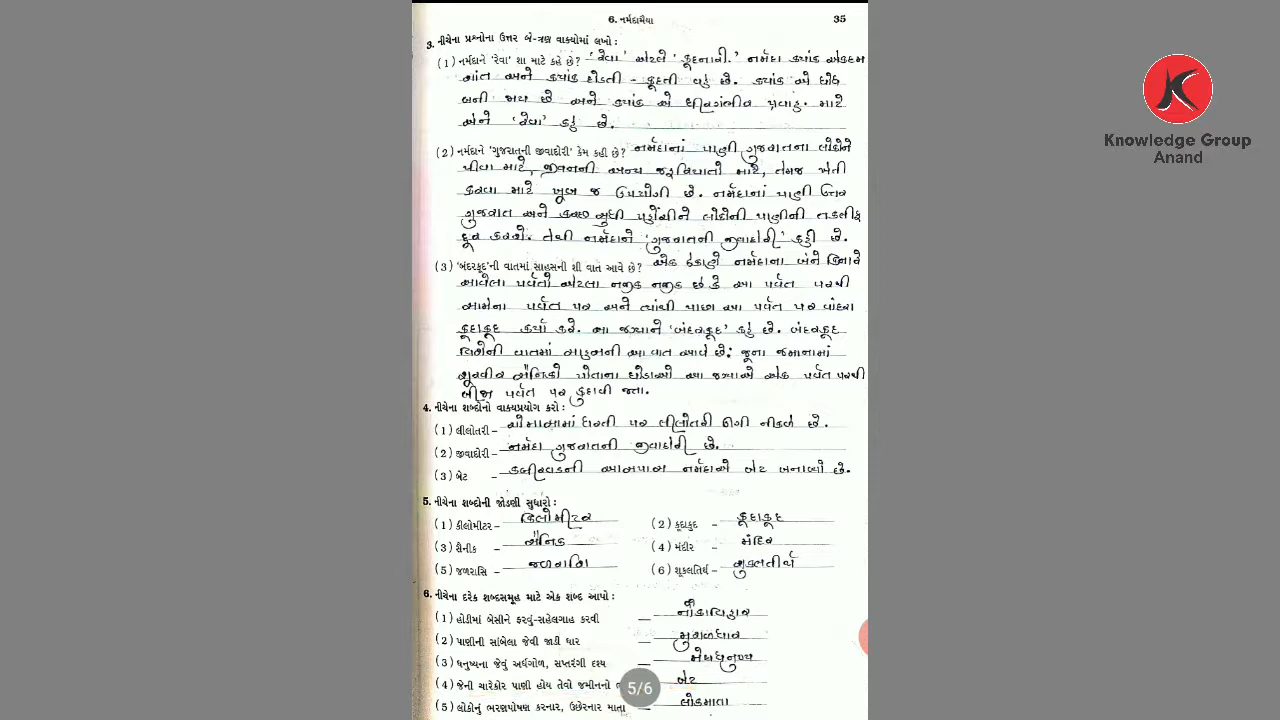 6. નર્મદામૈયા 35
3. નીચેના પ્રશ્નોના ઉત્તર બે-ત્રણ વાક્યોમાં લખો :
(1) નર્મદાને 'રેવા' શા માટે કહે છે? 'રેવા' એટલે 'કૂદનારી.' નર્મદા ક્યાંક એકદમ
શાંત અને ક્યાંક દોડતી - કૂદતી વહે છે. ક્યાંક એ ધોધ
બની જાય છે અને ક્યાંક એ ધીરગંભીર પ્રવાહ. માટે
એને 'રેવા' કહે છે.
(2) નર્મદાને 'ગુજરાતની જીવાદોરી' કેમ કહી છે? નર્મદાનાં પાણી ગુજરાતના લોકોને
પીવા માટે, જીવનની અન્ય જરૂરિયાતો માટે, તેમજ ખેતી
કરવા માટે ખૂબ જ ઉપયોગી છે. નર્મદાનાં પાણી ઉત્તર
ગુજરાત અને કચ્છ સુધી પહોંચીને લોકોની પાણીની તકલીફ
દૂર કરશે. તેથી નર્મદાને 'ગુજરાતની જીવાદોરી' કહી છે.
(3) 'બંદરકૂદ'ની વાતમાં સાહસની શી વાત આવે છે? એક ઠેકાણે નર્મદાના બંને કિનારે
આવેલા પર્વતો એટલા નજીક નજીક છે કે આ પર્વત પરથી
સામેના પર્વત પર અને ત્યાંથી પાછા આ પર્વત પર વાંદરા
કૂદાકૂદ કર્યા કરે. આ જગ્યાને 'બંદરકૂદ' કહે છે. બંદરકૂદ
વિશેની વાતમાં સાહસની આ વાત આવે છે: જૂના જમાનામાં
શૂરવીર સૈનિકો પોતાના ઘોડાઓ આ જગ્યાએ એક પર્વત પરથી
બીજા પર્વત પર કુદાવી જતા.
4. નીચેના શબ્દોનો વાક્યપ્રયોગ કરો :
(1) લીલોતરી – ચોમાસામાં ધરતી પર લીલોતરી ઊગી નીકળે છે.
(2) જીવાદોરી – નર્મદા ગુજરાતની જીવાદોરી છે.
(3) બેટ – કબીરવડની આસપાસ નર્મદાએ બેટ બનાવ્યો છે.
5. નીચેના શબ્દોની જોડણી સુધારો :
(1) કીલોમીટર – કિલોમીટર (2) કૂદાકુદ – કૂદાકૂદ
(3) શૈનીક – સૈનિક (4) મંદીર – મંદિર
(5) જળરાસિ – જળરાશિ (6) શૂકલતિર્થ – શુકલતીર્થ
6. નીચેના દરેક શબ્દસમૂહ માટે એક શબ્દ આપો :
(1) હોડીમાં બેસીને ફરવું-સહેલગાહ કરવી – નૌકાવિહાર
(2) પાણીની સાંબેલા જેવી જાડી ધાર – મુશળધાર
(3) ધનુષ્યના જેવું અર્ધગોળ, સપ્તરંગી દૃશ્ય – મેઘધનુષ્ય
(4) જેની ચારેકોર પાણી હોય તેવો જમીનનો – બેટ
(5) લોકોનું ભરણપોષણ કરનાર, ઉછેરનાર માતા – લોકમાતા
5/6
Knowledge Group
Anand